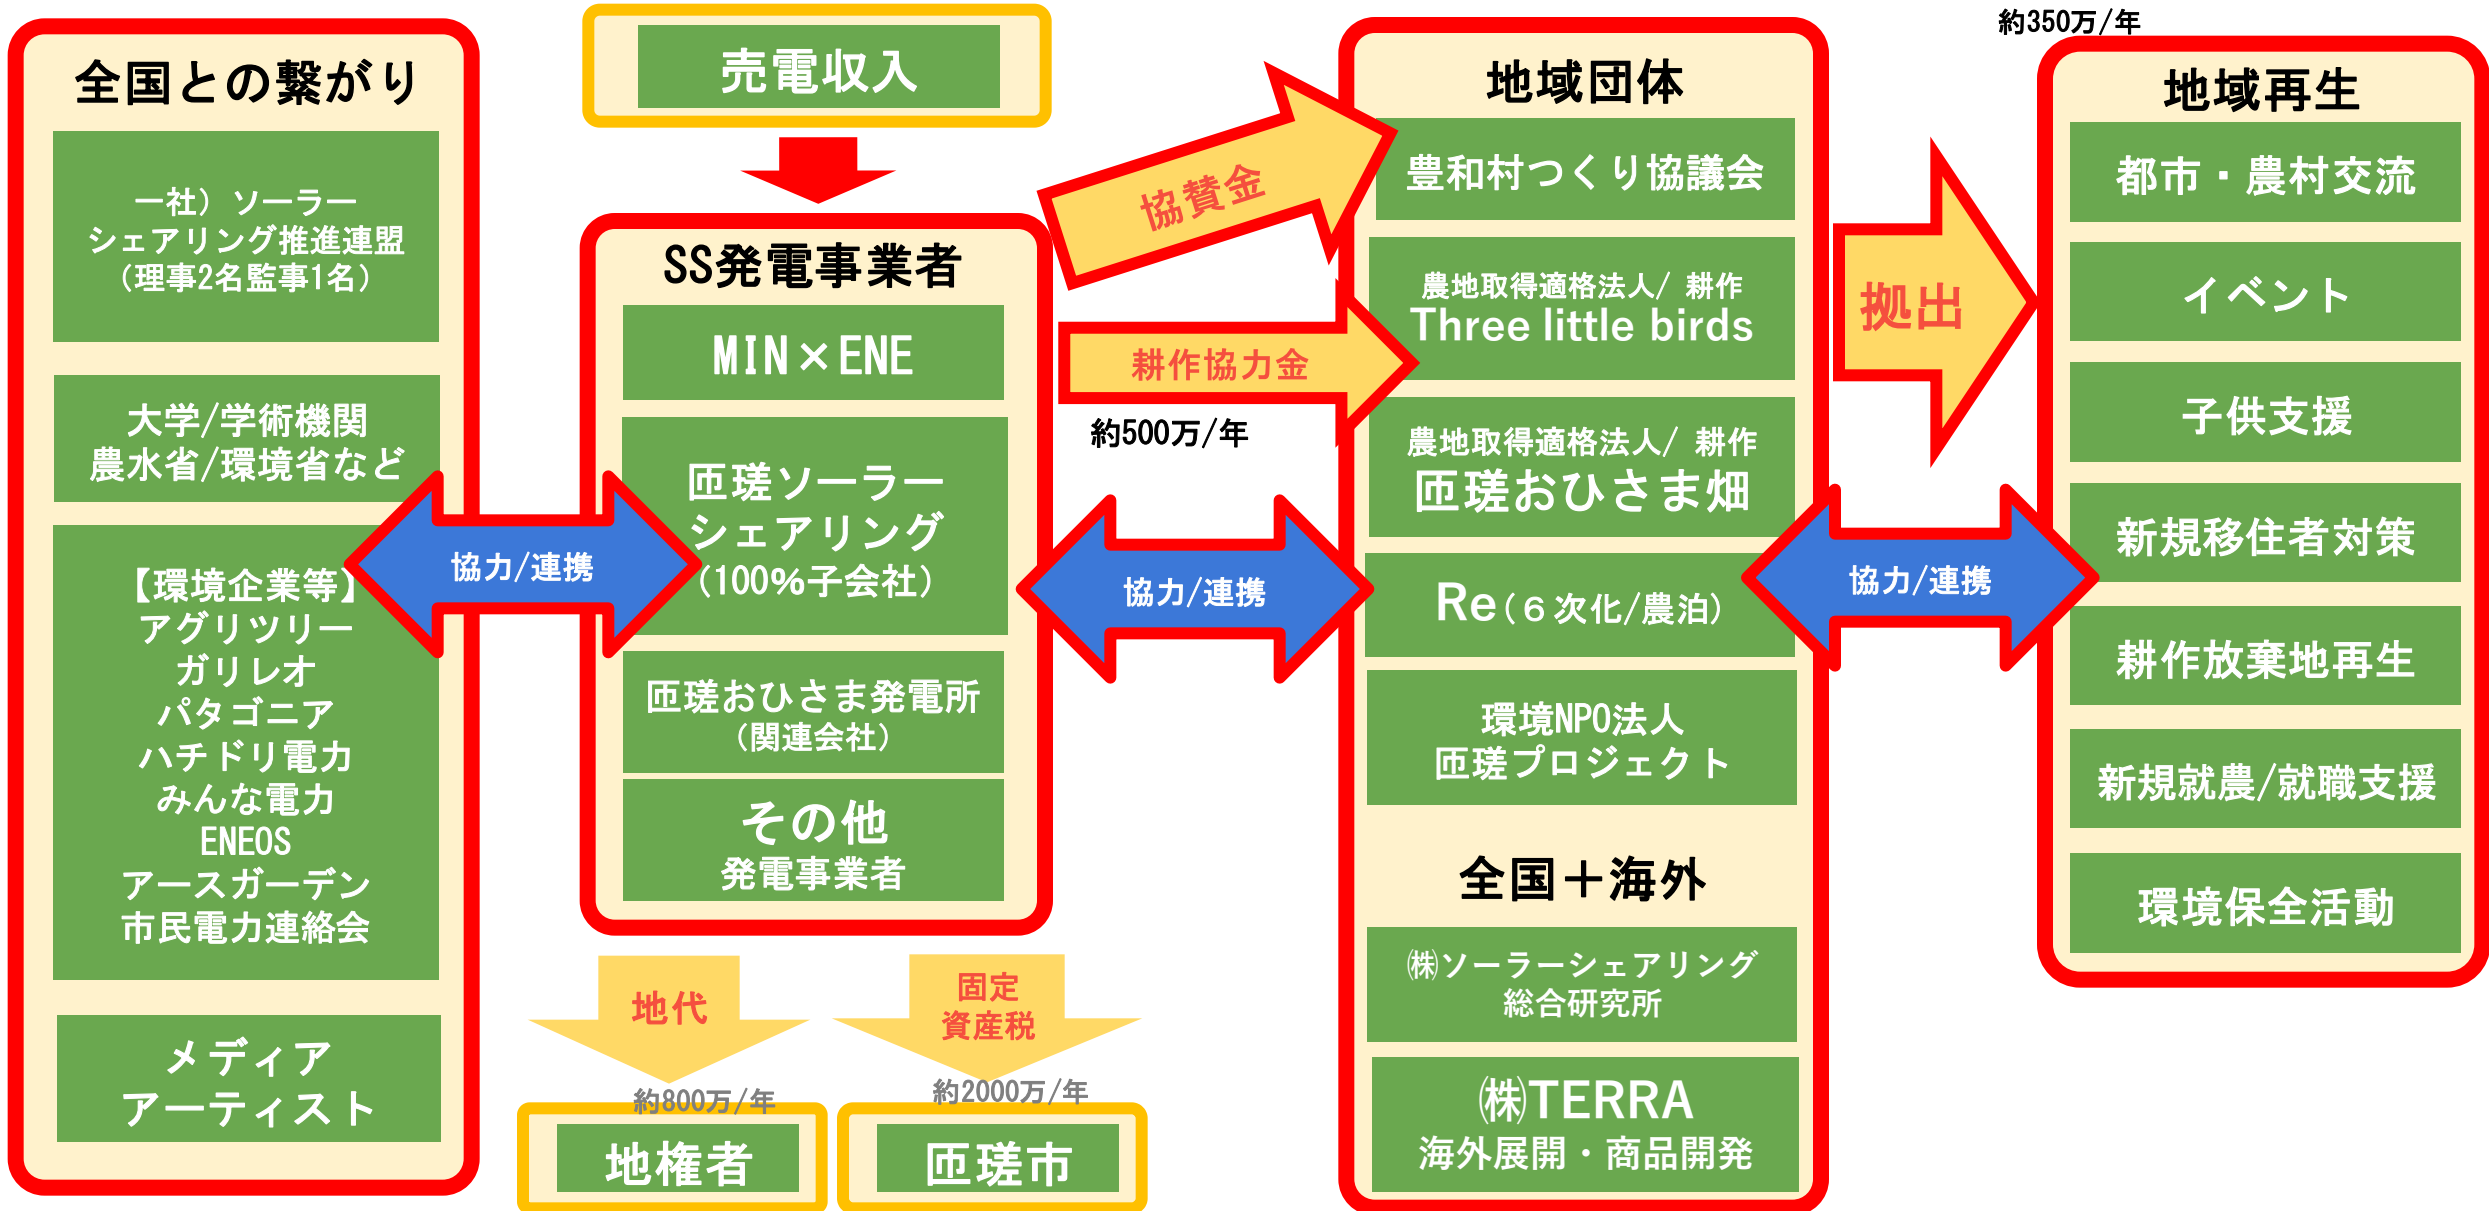 全国との繋がり
一社）ソーラー
シェアリング推進連盟
（理事2名監事1名）
大学/学術機関
農水省/環境省など
【環境企業等】
アグリツリー
ガリレオ
パタゴニア
ハチドリ電力
みんな電力
ENEOS
アースガーデン
市民電力連絡会
メディア
アーティスト
協力/連携
売電収入
SS発電事業者
MIN×ENE
匝瑳ソーラー
シェアリング
（100%子会社）
匝瑳おひさま発電所
（関連会社）
その他
発電事業者
地代
約800万/年
地権者
固定
資産税
約2000万/年
匝瑳市
協賛金
耕作協力金
約500万/年
協力/連携
地域団体
豊和村つくり協議会
農地取得適格法人/ 耕作
Three little birds
農地取得適格法人/ 耕作
匝瑳おひさま畑
Re（６次化/農泊）
環境NPO法人
匝瑳プロジェクト
全国＋海外
㈱ソーラーシェアリング
総合研究所
㈱TERRA
海外展開・商品開発
拠出
協力/連携
約350万/年
地域再生
都市・農村交流
イベント
子供支援
新規移住者対策
耕作放棄地再生
新規就農/就職支援
環境保全活動